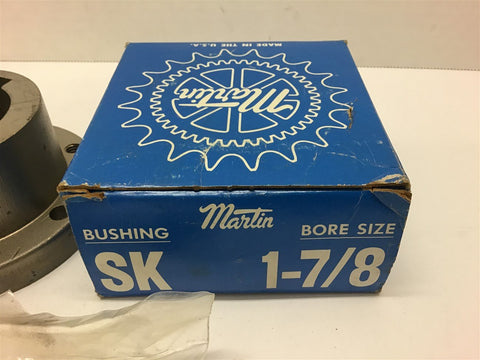 MADE IN THE U.S.A.
Martin
Martin
BUSHING
BORE SIZE
SK
1-7/8